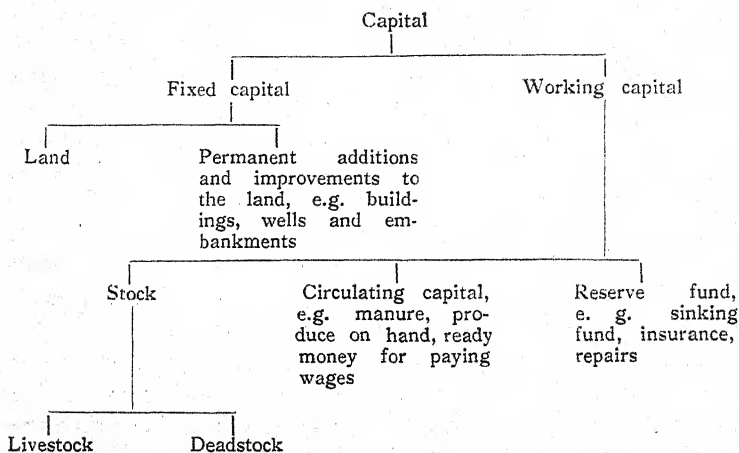 Capital
Fixed capital
Working capital
Land
Permanent additions
and improvements to
the land, e.g. build-
ings, wells and em-
bankments
Stock
Circulating capital,
e.g. manure, pro-
duce on hand, ready
money for paying
wages
Reserve fund,
e. g. sinking
fund, insurance,
repairs
Livestock
Deadstock